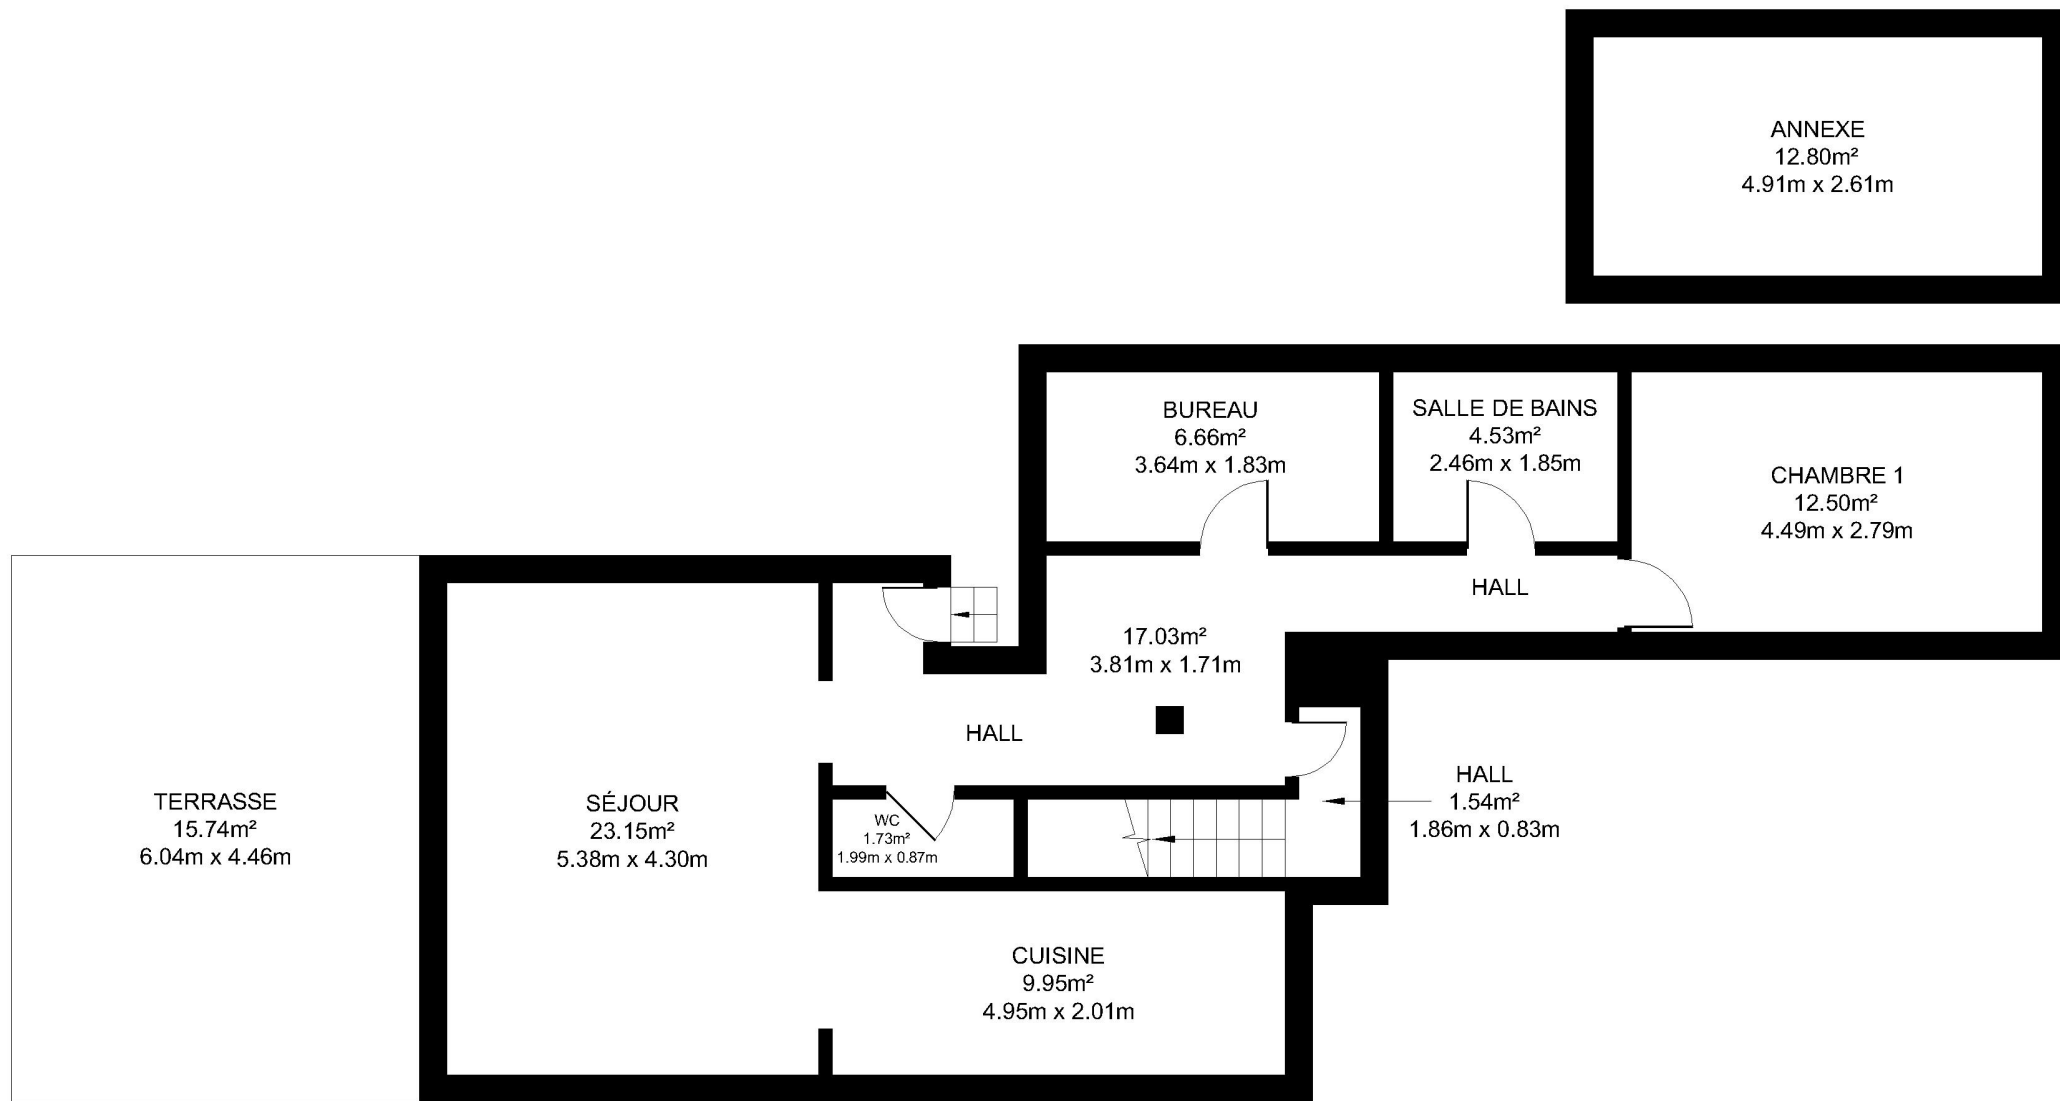 ANNEXE
12.80m²
4.91m x 2.61m
BUREAU
6.66m²
3.64m x 1.83m
SALLE DE BAINS
4.53m²
2.46m x 1.85m
CHAMBRE 1
12.50m²
4.49m x 2.79m
HALL
17.03m²
3.81m x 1.71m
HALL
TERRASSE
15.74m²
6.04m x 4.46m
SÉJOUR
23.15m²
5.38m x 4.30m
WC
1.73m²
1.99m x 0.87m
HALL
1.54m²
1.86m x 0.83m
CUISINE
9.95m²
4.95m x 2.01m